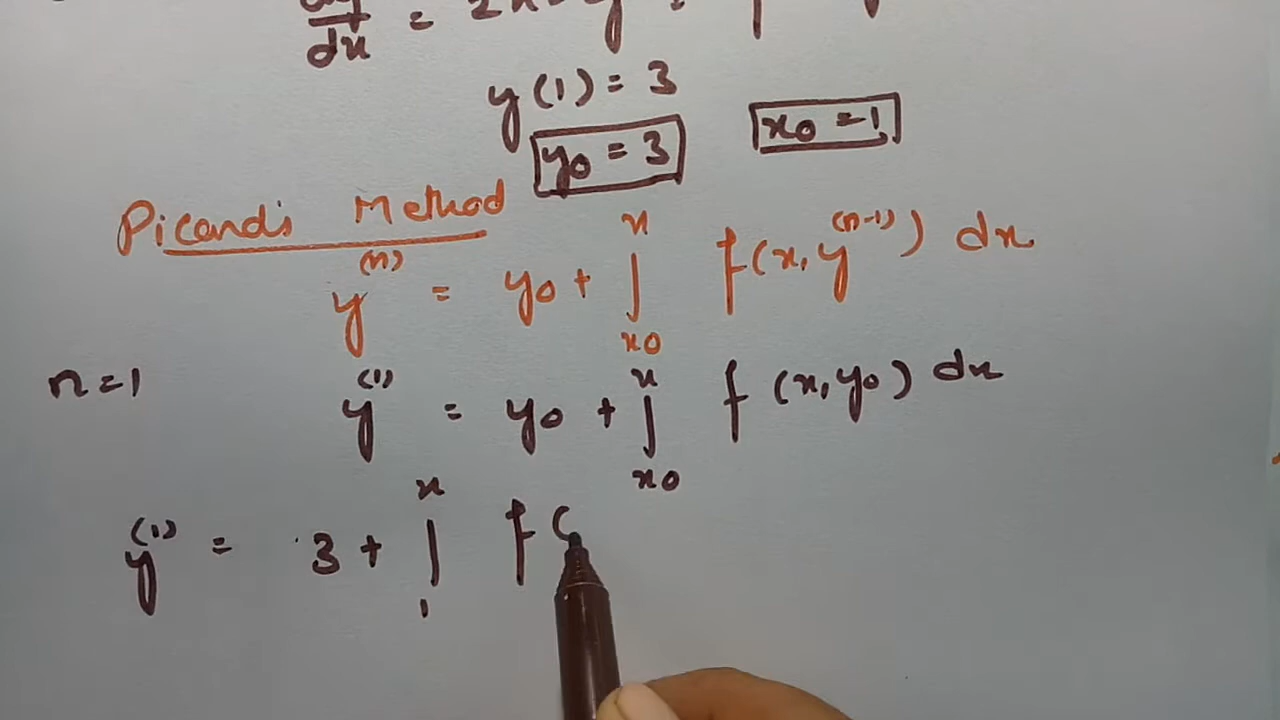 dy/dx = 2x
y(1) = 3
y0 = 3 x0 = 1
Picard's Method
y^(n) = y0 + ∫_{x0}^{x} f(x, y^(n-1)) dx
n = 1 y^(1) = y0 + ∫_{x0}^{x} f(x, y0) dx
y^(1) = 3 + ∫_{1}^{x} f(